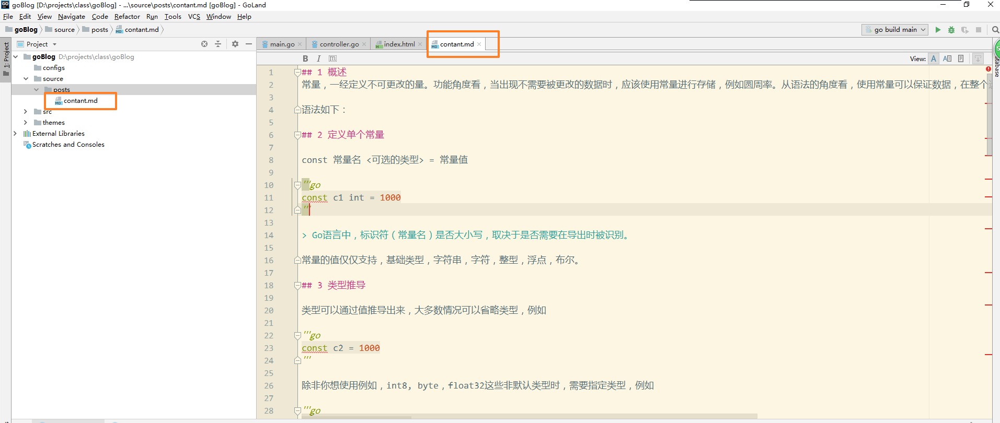 goBlog [D:\projects\class\goBlog] - ...\source\posts\contant.md [goBlog] - GoLand
File Edit View Navigate Code Refactor Run Tools VCS Window Help
goBlog source posts contant.md
go build main
1: Project
Project
goBlog D:\projects\class\goBlog
configs
source
posts
contant.md
src
themes
External Libraries
Scratches and Consoles
main.go
controller.go
index.html
contant.md
B I m
View:
1 ## 1 概述
2 常量，一经定义不可更改的量。功能角度看，当出现不需要被更改的数据时，应该使用常量进行存储，例如圆周率。从语法的角度看，使用常量可以保证数据，在整个
3
4 语法如下：
5
6 ## 2 定义单个常量
7
8 const 常量名 <可选的类型> = 常量值
9
10 '''go
11 const c1 int = 1000
12 '''
13
14 > Go语言中，标识符（常量名）是否大小写，取决于是否需要在导出时被识别。
15
16 常量的值仅仅支持，基础类型，字符串，字符，整型，浮点，布尔。
17
18 ## 3 类型推导
19
20 类型可以通过值推导出来，大多数情况可以省略类型，例如
21
22 '''go
23 const c2 = 1000
24 '''
25
26 除非你想使用例如，int8, byte，float32这些非默认类型时，需要指定类型，例如
27
28 '''go